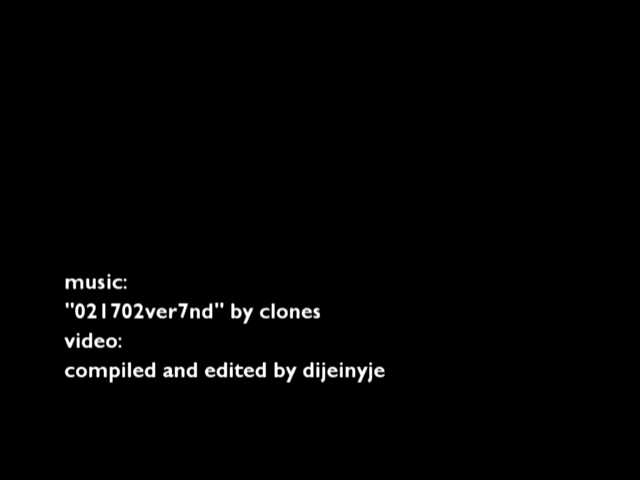 music:
"021702ver7nd" by clones
video:
compiled and edited by dijeinyje